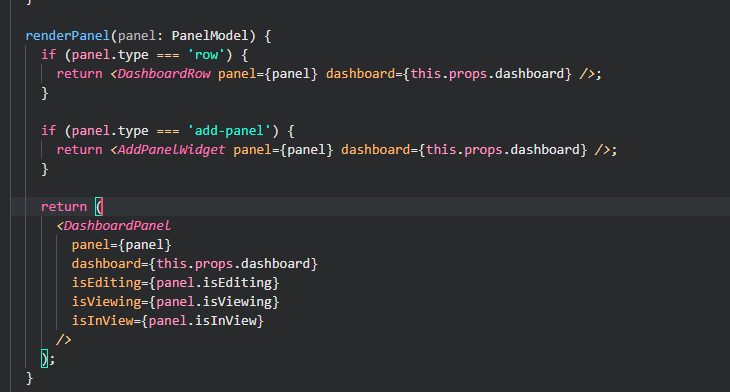 }
renderPanel(panel: PanelModel) {
if (panel.type === 'row') {
return <DashboardRow panel={panel} dashboard={this.props.dashboard} />;
}
if (panel.type === 'add-panel') {
return <AddPanelWidget panel={panel} dashboard={this.props.dashboard} />;
}
return (
<DashboardPanel
panel={panel}
dashboard={this.props.dashboard}
isEditing={panel.isEditing}
isViewing={panel.isViewing}
isInView={panel.isInView}
/>
);
}